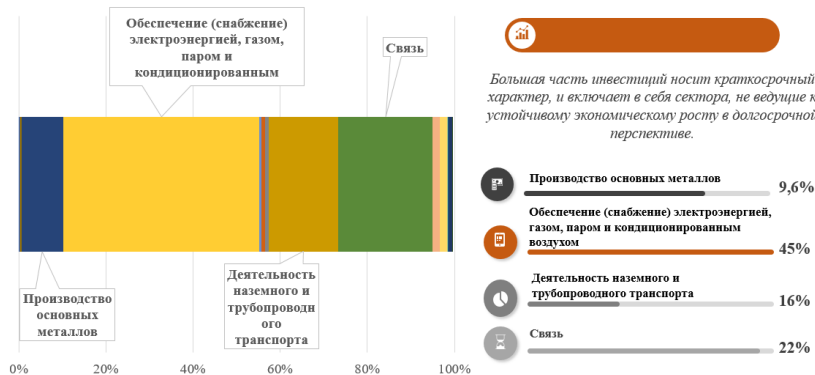 Обеспечение (снабжение)
электроэнергией, газом,
паром и
кондиционированным
Связь
Производство
основных
металлов
Деятельность
наземного и
трубопроводн
ого
транспорта
0%
20%
40%
60%
80%
100%
Большая часть инвестиций носит краткосрочный
характер, и включает в себя сектора, не ведущие к
устойчивому экономическому росту в долгосрочной
перспективе.
Производство основных металлов
9,6%
Обеспечение (снабжение) электроэнергией,
газом, паром и кондиционированным
воздухом
45%
Деятельность наземного и
трубопроводного транспорта
16%
Связь
22%